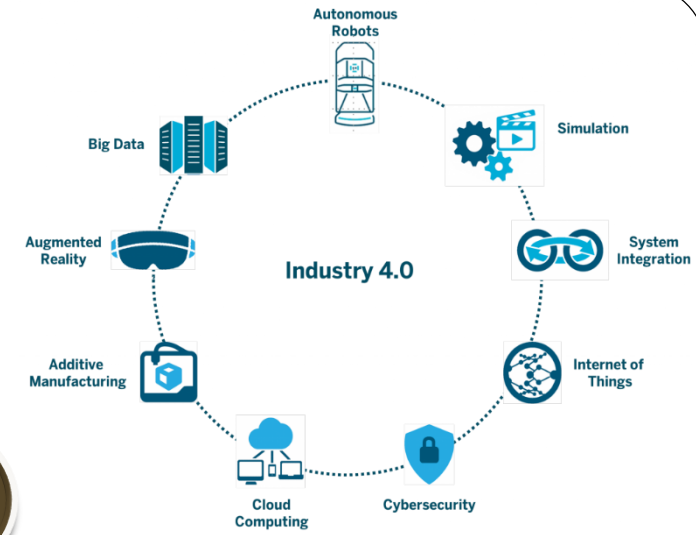 Autonomous
Robots
Simulation
Big Data
System
Integration
Augmented
Reality
Industry 4.0
Internet of
Things
Additive
Manufacturing
Cloud
Computing
Cybersecurity